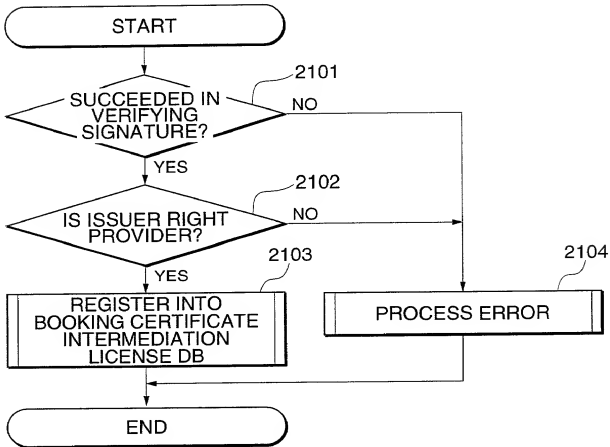 START
2101
SUCCEEDED IN
VERIFYING
SIGNATURE?
NO
YES
2102
IS ISSUER RIGHT
PROVIDER?
NO
YES
2103
REGISTER INTO
BOOKING CERTIFICATE
INTERMEDIATION
LICENSE DB
2104
PROCESS ERROR
END